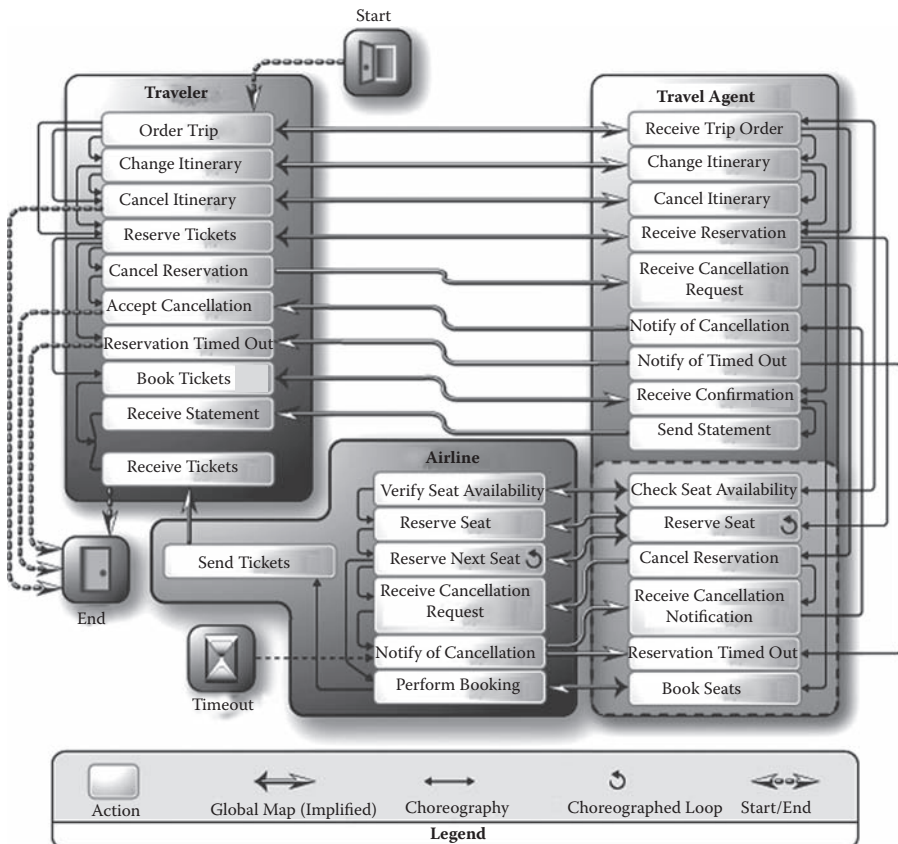 Start
Traveler
Order Trip
Change Itinerary
Cancel Itinerary
Reserve Tickets
Cancel Reservation
Accept Cancellation
Reservation Timed Out
Book Tickets
Receive Statement
Receive Tickets
Travel Agent
Receive Trip Order
Change Itinerary
Cancel Itinerary
Receive Reservation
Receive Cancellation
Request
Notify of Cancellation
Notify of Timed Out
Receive Confirmation
Send Statement
Check Seat Availability
Reserve Seat
Cancel Reservation
Receive Cancellation
Notification
Reservation Timed Out
Book Seats
Airline
Verify Seat Availability
Reserve Seat
Reserve Next Seat
Receive Cancellation
Request
Notify of Cancellation
Perform Booking
Send Tickets
End
Timeout
Action
Global Map (Implified)
Choreography
Choreographed Loop
Start/End
Legend